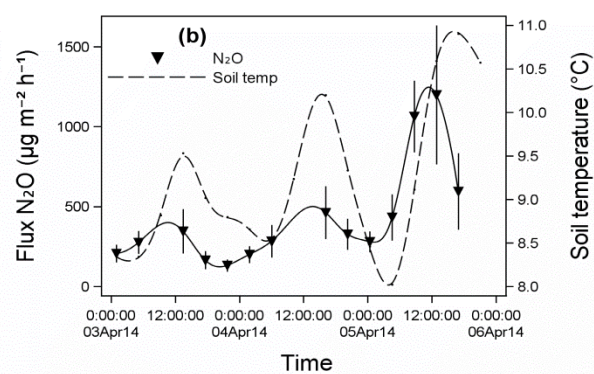 (b)
N₂O
Soil temp
Flux N₂O (µg m⁻² h⁻¹)
1500
1000
500
0
11.0
10.5
10.0
9.0
9.0
8.5
8.0
Soil temperature (°C)
0:00:00 12:00:00 0:00:00 12:00:00 0:00:00 12:00:00 0:00:00
03Apr14 04Apr14 05Apr14 06Apr14
Time